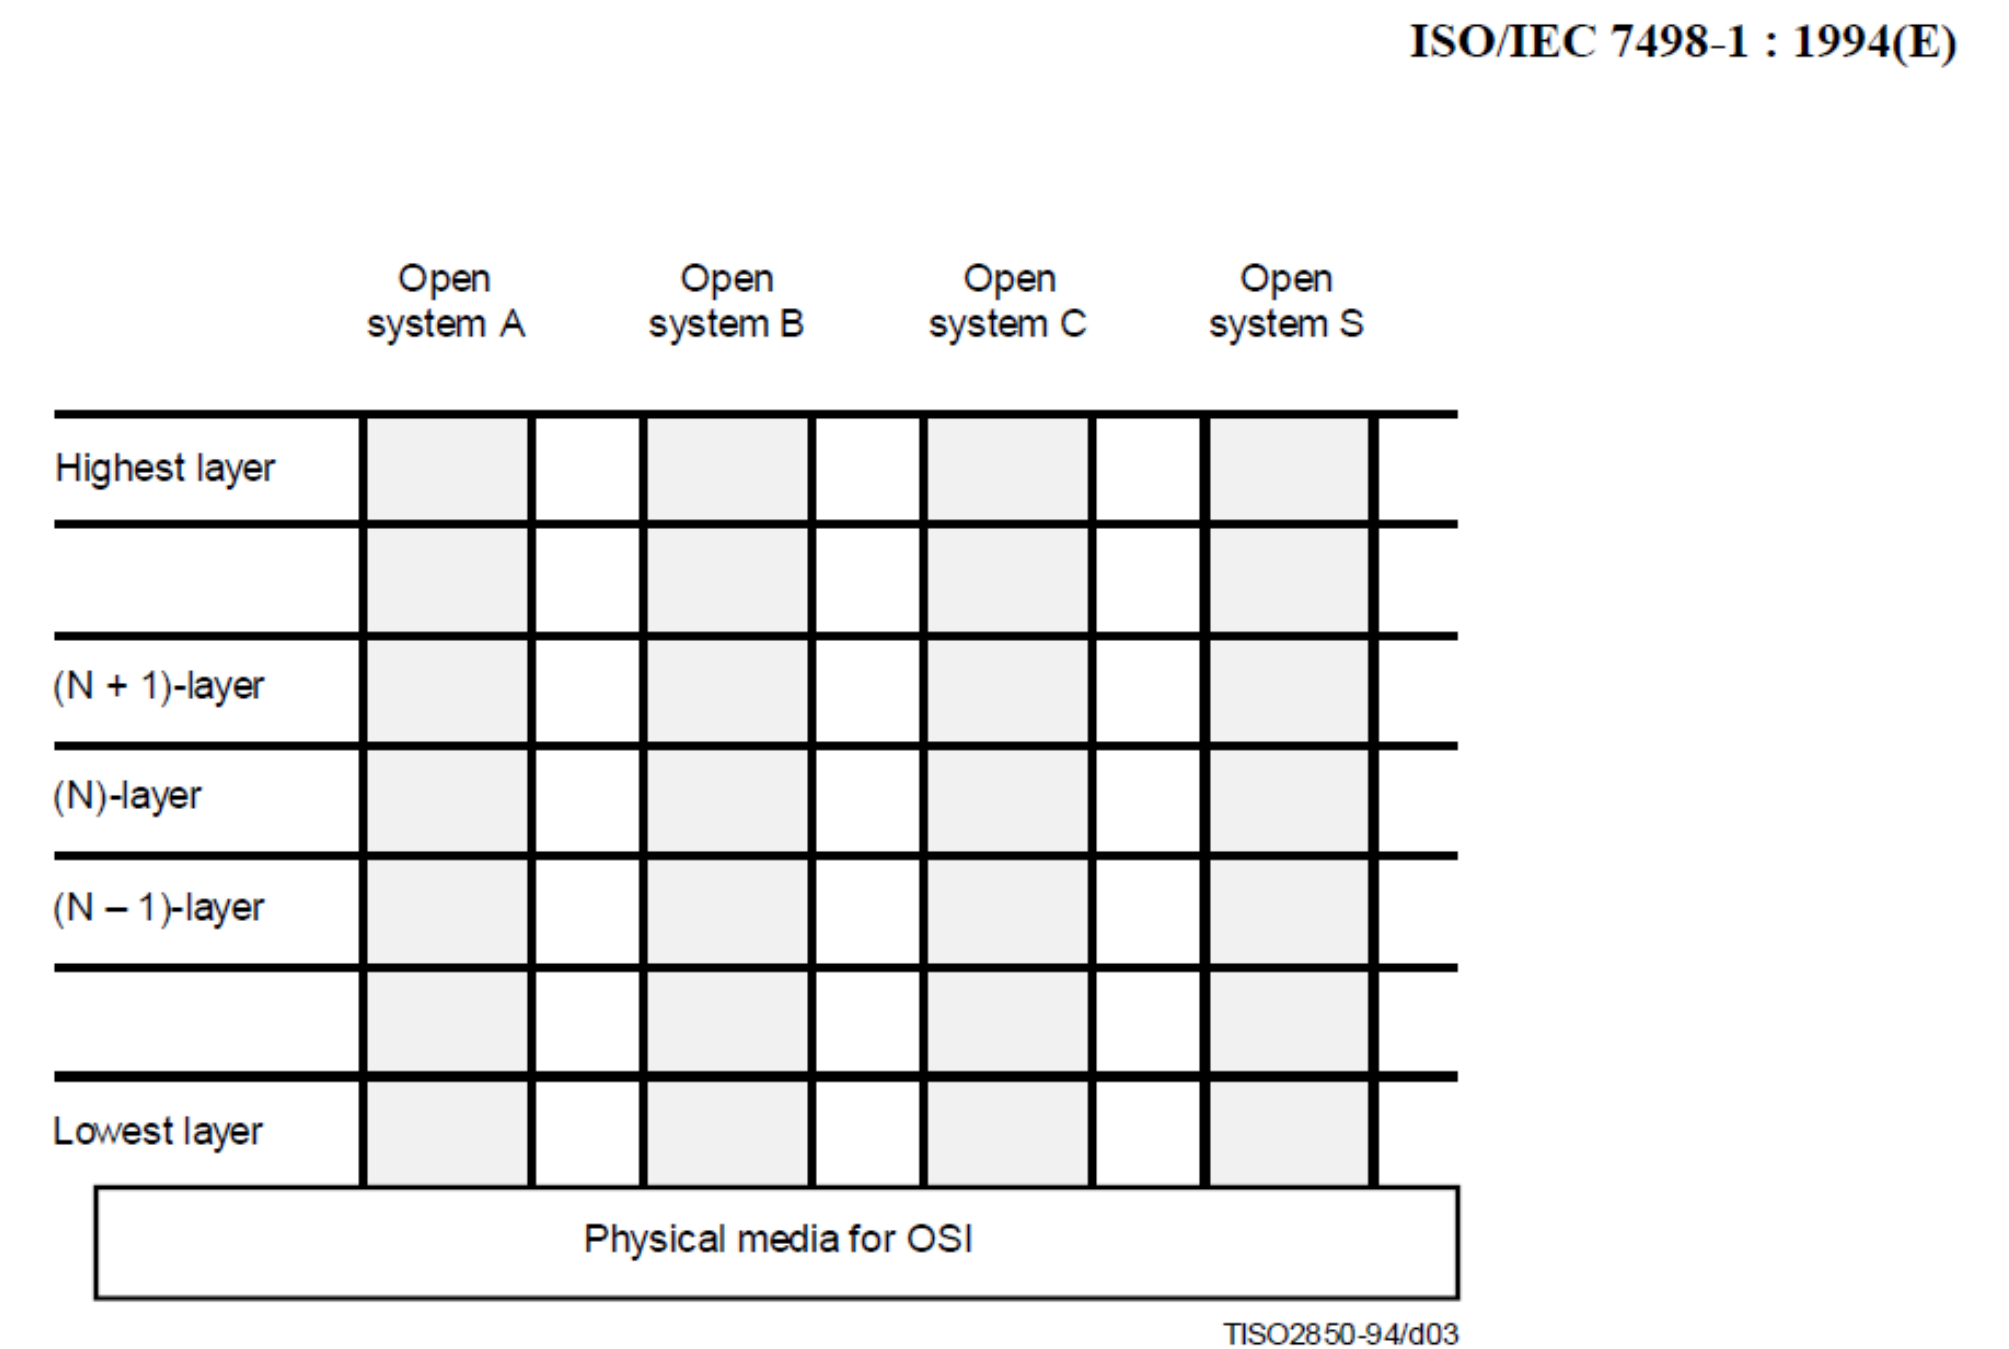 ISO/IEC 7498-1 : 1994(E)
Open system A
Open system B
Open system C
Open system S
Highest layer
(N + 1)-layer
(N)-layer
(N – 1)-layer
Lowest layer
Physical media for OSI
TISO2850-94/d03